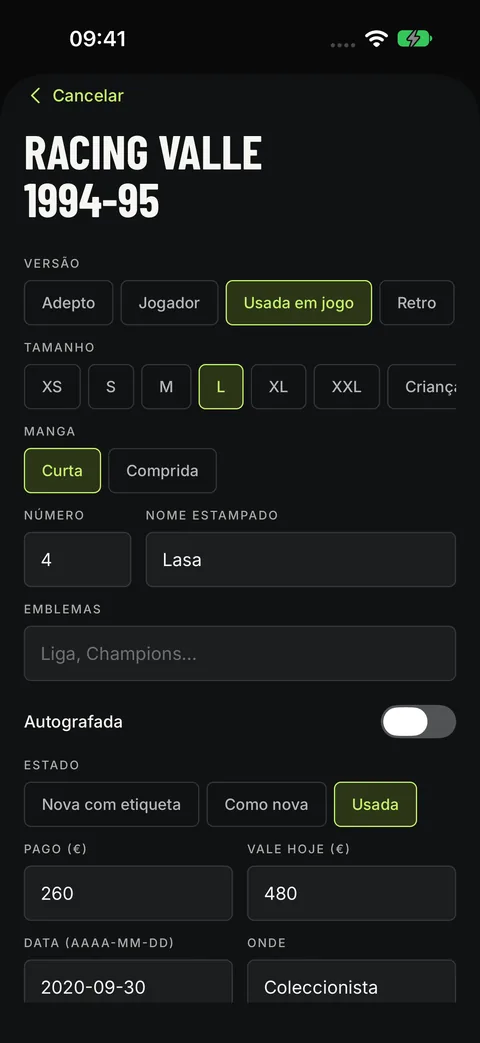 09:41
Cancelar
RACING VALLE
1994-95
VERSÃO
Adepto Jogador Usada em jogo Retro
TAMANHO
XS S M L XL XXL Criança
MANGA
Curta Comprida
NÚMERO NOME ESTAMPADO
4 Lasa
EMBLEMAS
Liga, Champions...
Autografada
ESTADO
Nova com etiqueta Como nova Usada
PAGO (€) VALE HOJE (€)
260 480
DATA (AAAA-MM-DD) ONDE
2020-09-30 Coleccionista